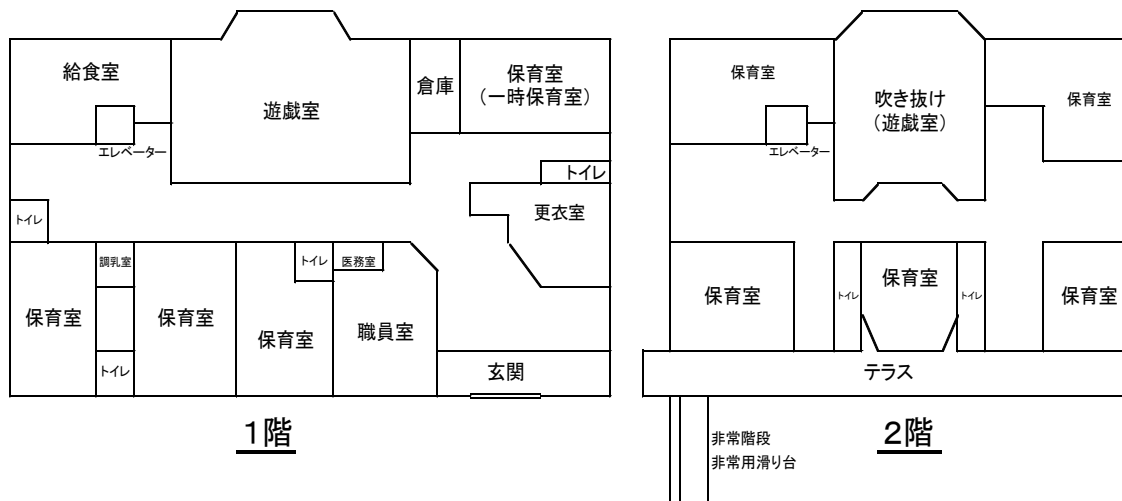 給食室
遊戯室
倉庫
保育室
（一時保育室）
エレベーター
トイレ
トイレ
更衣室
調乳室
トイレ
医務室
保育室
保育室
保育室
職員室
トイレ
玄関
1階
保育室
吹き抜け
（遊戯室）
保育室
エレベーター
保育室
トイレ
保育室
トイレ
保育室
テラス
非常階段
非常用滑り台
2階